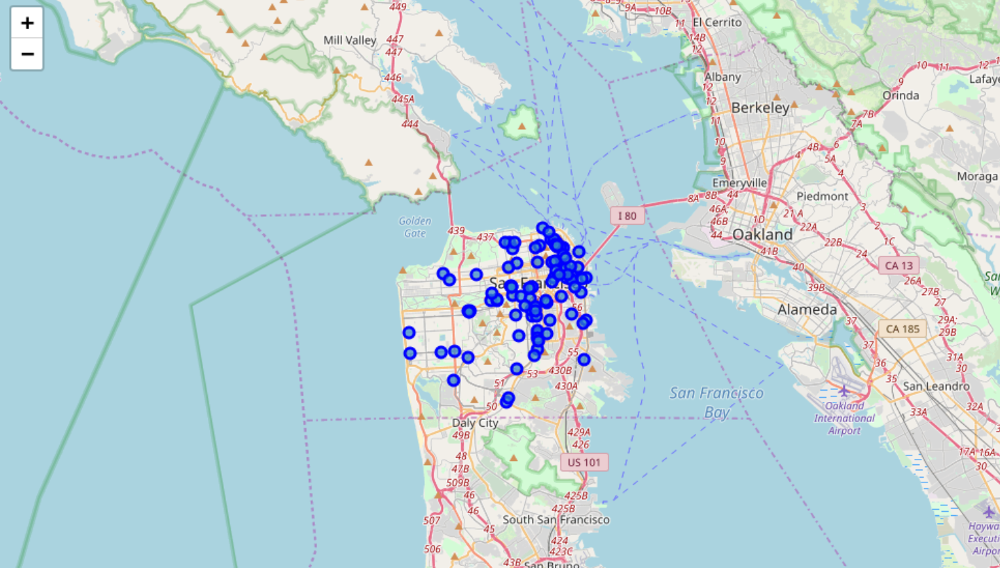 +
−
449
9A
10B
El Cerrito
11
14B
12
Mill Valley
447
447
446
445A
444
12
Albany
12
11
Berkeley
10
9
10
11
12
9
Orinda
Lafaye
7B
7A
6
4B
5A
4
4
Moraga
Emeryville
8A
8B
44
46A
46B
44
Piedmont
3
2
1C
21A
22A
22B
24
1D
41B
40
39B
Oakland
I 80
Golden
Gate
439
437
San Francisco
56
55
53
430B
430A
51
50
CA 13
26A
27B
27
29A:
29B
CA 185
Alameda
37
37
36
35
31A
30
San Leandro
32A
33A
San Francisco
Bay
Oakland
International
Airport
Daly City
49B
48
47B
509B
46
46
507
506
45
43B
429A
426
US 101
425B
425B
South San Francisco
424
423C
San Bruno
17A
16A
30
Haywa
Executi
Airpor